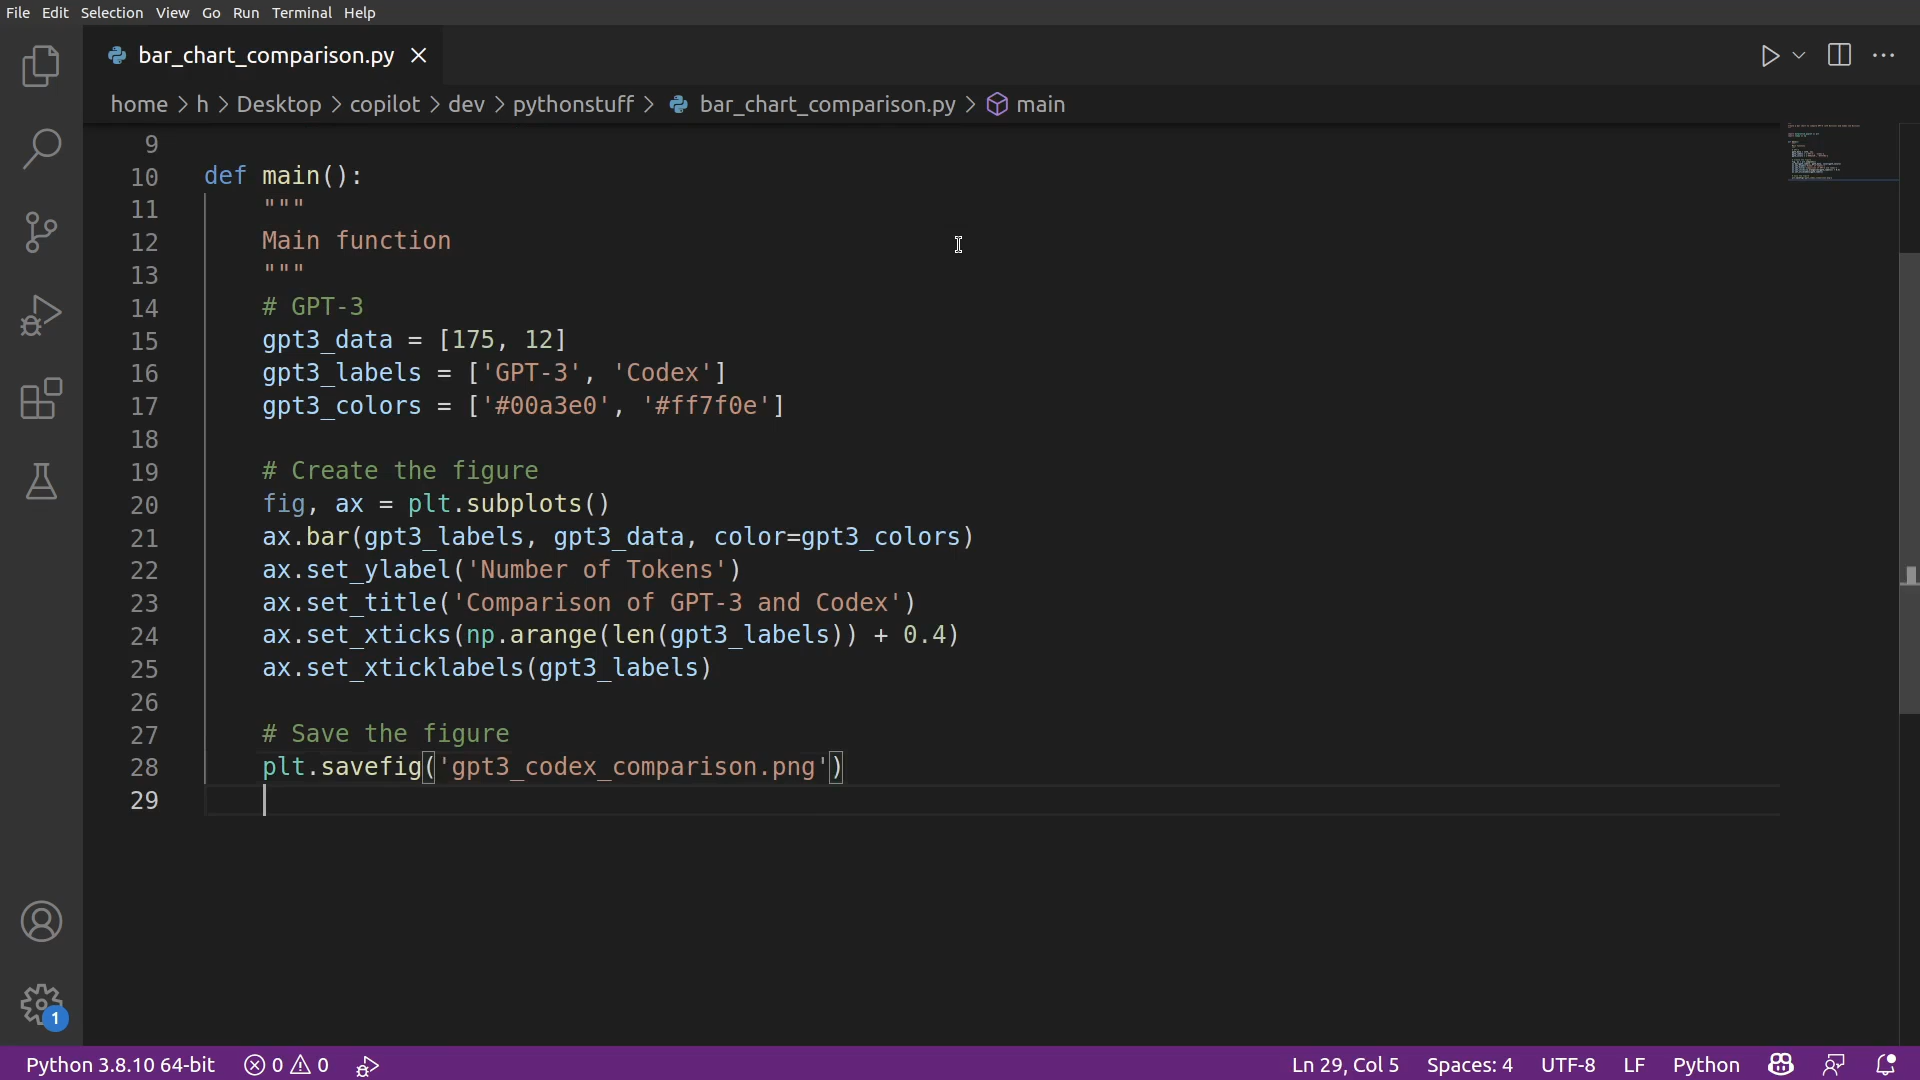 File Edit Selection View Go Run Terminal Help
bar_chart_comparison.py
home > h > Desktop > copilot > dev > pythonstuff > bar_chart_comparison.py > main
9
10 def main():
11 """
12 Main function
13 """
14 # GPT-3
15 gpt3_data = [175, 12]
16 gpt3_labels = ['GPT-3', 'Codex']
17 gpt3_colors = ['#00a3e0', '#ff7f0e']
18
19 # Create the figure
20 fig, ax = plt.subplots()
21 ax.bar(gpt3_labels, gpt3_data, color=gpt3_colors)
22 ax.set_ylabel('Number of Tokens')
23 ax.set_title('Comparison of GPT-3 and Codex')
24 ax.set_xticks(np.arange(len(gpt3_labels)) + 0.4)
25 ax.set_xticklabels(gpt3_labels)
26
27 # Save the figure
28 plt.savefig('gpt3_codex_comparison.png')
29
1
Python 3.8.10 64-bit 0 0 Ln 29, Col 5 Spaces: 4 UTF-8 LF Python